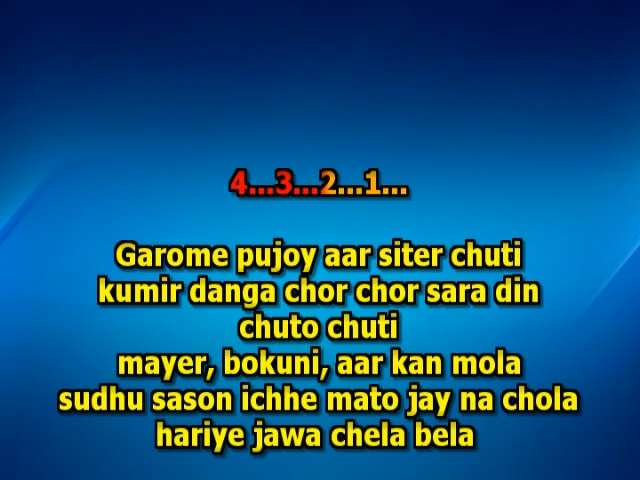 4...3...2...1...
Garome pujoy aar siter chuti
kumir danga chor chor sara din
chuto chuti
mayer, bokuni, aar kan mola
sudhu sason ichhe mato jay na chola
hariye jawa chela bela